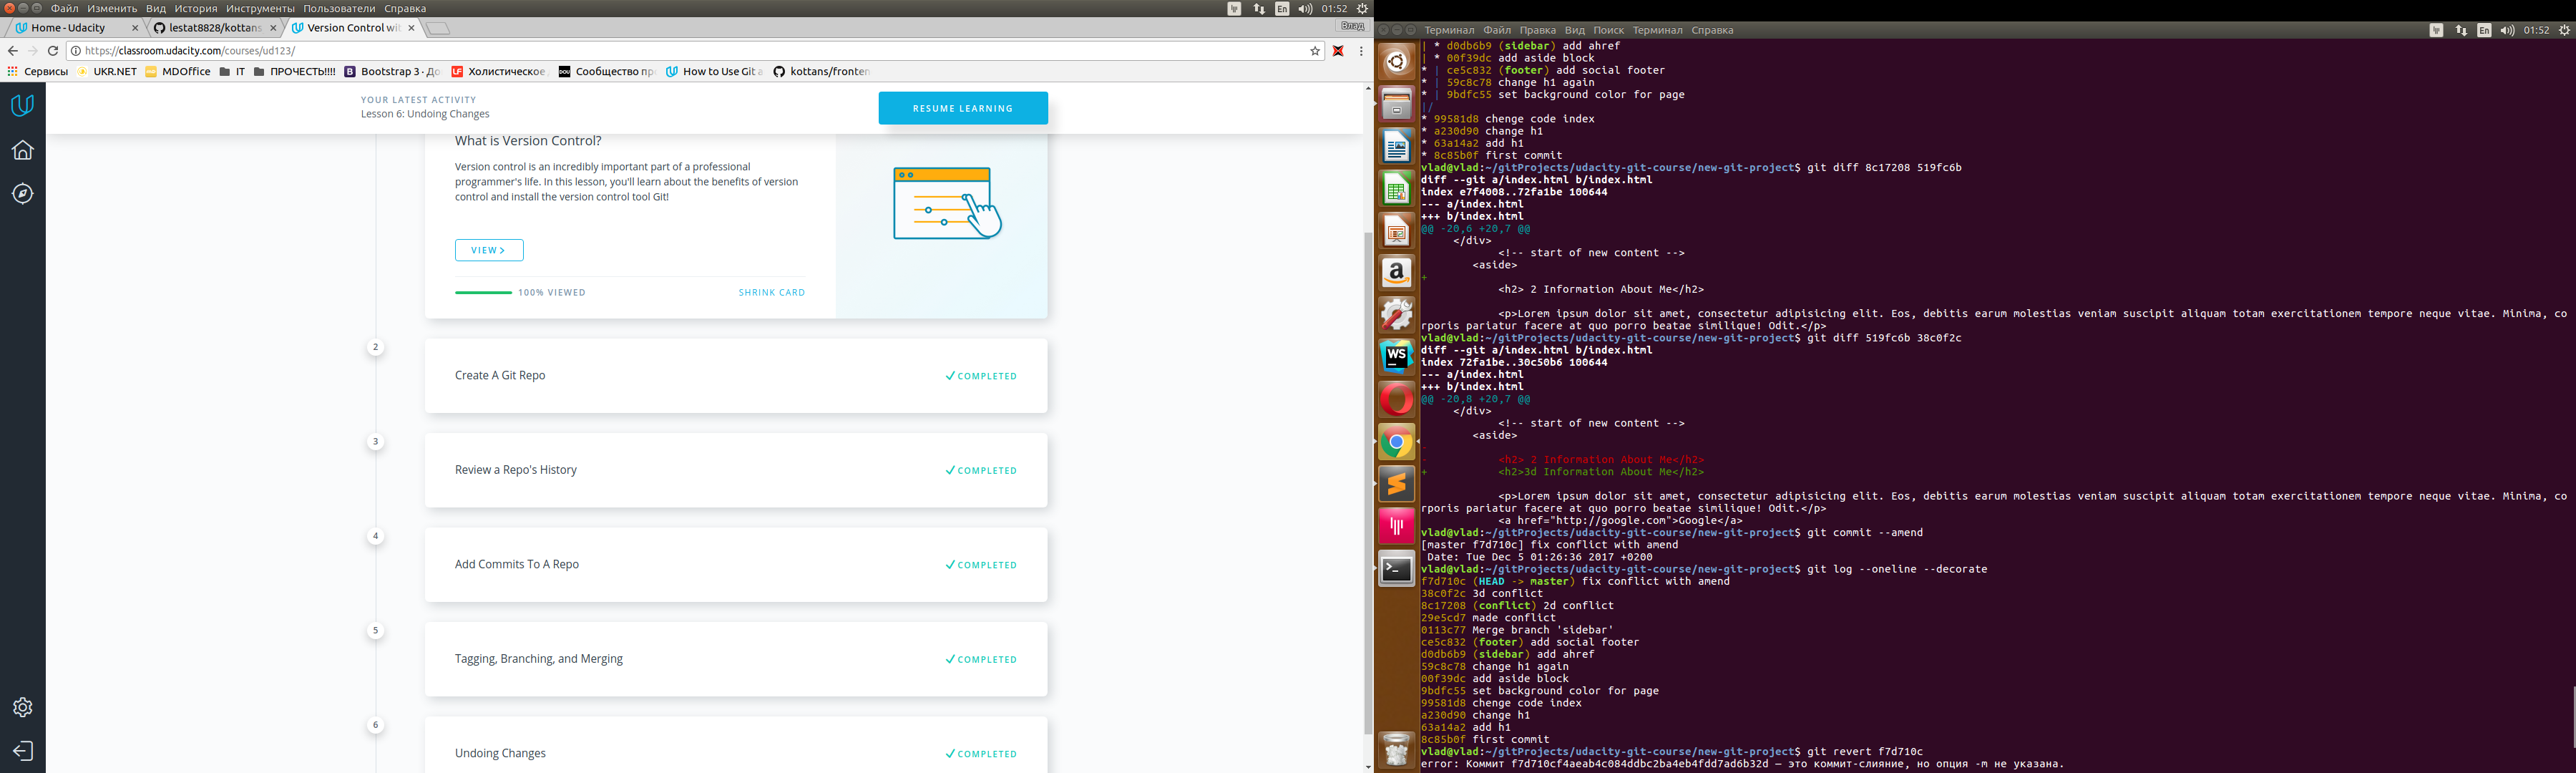 Файл Изменить Вид История Инструменты Пользователи Справка
En 01:52
Home - Udacity
lestat8828/kottans
Version Control wit
Влад
https://classroom.udacity.com/courses/ud123/
Сервисы UKR.NET MDOffice IT ПРОЧЕСТЬ!!!! Bootstrap 3 · До Холистическое Сообщество пр How to Use Git a kottans/fronten
YOUR LATEST ACTIVITY
Lesson 6: Undoing Changes
RESUME LEARNING
What is Version Control?
Version control is an incredibly important part of a professional
programmer's life. In this lesson, you'll learn about the benefits of version
control and install the version control tool Git!
VIEW >
100% VIEWED
SHRINK CARD
2
Create A Git Repo
COMPLETED
3
Review a Repo's History
COMPLETED
4
Add Commits To A Repo
COMPLETED
5
Tagging, Branching, and Merging
COMPLETED
6
Undoing Changes
COMPLETED
Терминал Файл Правка Вид Поиск Терминал Справка
En 01:52
| * d0db6b9 (sidebar) add ahref
| * 00f39dc add aside block
* | ce5c832 (footer) add social footer
* | 59c8c78 change h1 again
* | 9bdfc55 set background color for page
|/
* 99581d8 chenge code index
* a230d90 change h1
* 63a14a2 add h1
* 8c85b0f first commit
vlad@vlad:~/gitProjects/udacity-git-course/new-git-project$ git diff 8c17208 519fc6b
diff --git a/index.html b/index.html
index e7f4008..72fa1be 100644
--- a/index.html
+++ b/index.html
@@ -20,6 +20,7 @@
</div>
<!-- start of new content -->
<aside>
+
<h2> 2 Information About Me</h2>
<p>Lorem ipsum dolor sit amet, consectetur adipisicing elit. Eos, debitis earum molestias veniam suscipit aliquam totam exercitationem tempore neque vitae. Minima, co
rporis pariatur facere at quo porro beatae similique! Odit.</p>
vlad@vlad:~/gitProjects/udacity-git-course/new-git-project$ git diff 519fc6b 38c0f2c
diff --git a/index.html b/index.html
index 72fa1be..30c50b6 100644
--- a/index.html
+++ b/index.html
@@ -20,8 +20,7 @@
</div>
<!-- start of new content -->
<aside>
-
- <h2> 2 Information About Me</h2>
+ <h2>3d Information About Me</h2>
<p>Lorem ipsum dolor sit amet, consectetur adipisicing elit. Eos, debitis earum molestias veniam suscipit aliquam totam exercitationem tempore neque vitae. Minima, co
rporis pariatur facere at quo porro beatae similique! Odit.</p>
<a href="http://google.com">Google</a>
vlad@vlad:~/gitProjects/udacity-git-course/new-git-project$ git commit --amend
[master f7d710c] fix conflict with amend
Date: Tue Dec 5 01:26:36 2017 +0200
vlad@vlad:~/gitProjects/udacity-git-course/new-git-project$ git log --oneline --decorate
f7d710c (HEAD -> master) fix conflict with amend
38c0f2c 3d conflict
8c17208 (conflict) 2d conflict
29e5cd7 made conflict
0113c77 Merge branch 'sidebar'
ce5c832 (footer) add social footer
d0db6b9 (sidebar) add ahref
59c8c78 change h1 again
00f39dc add aside block
9bdfc55 set background color for page
99581d8 chenge code index
a230d90 change h1
63a14a2 add h1
8c85b0f first commit
vlad@vlad:~/gitProjects/udacity-git-course/new-git-project$ git revert f7d710c
error: Коммит f7d710cf4aeab4c084ddbc2ba4eb4fdd7ad6b32d — это коммит-слияние, но опция -m не указана.